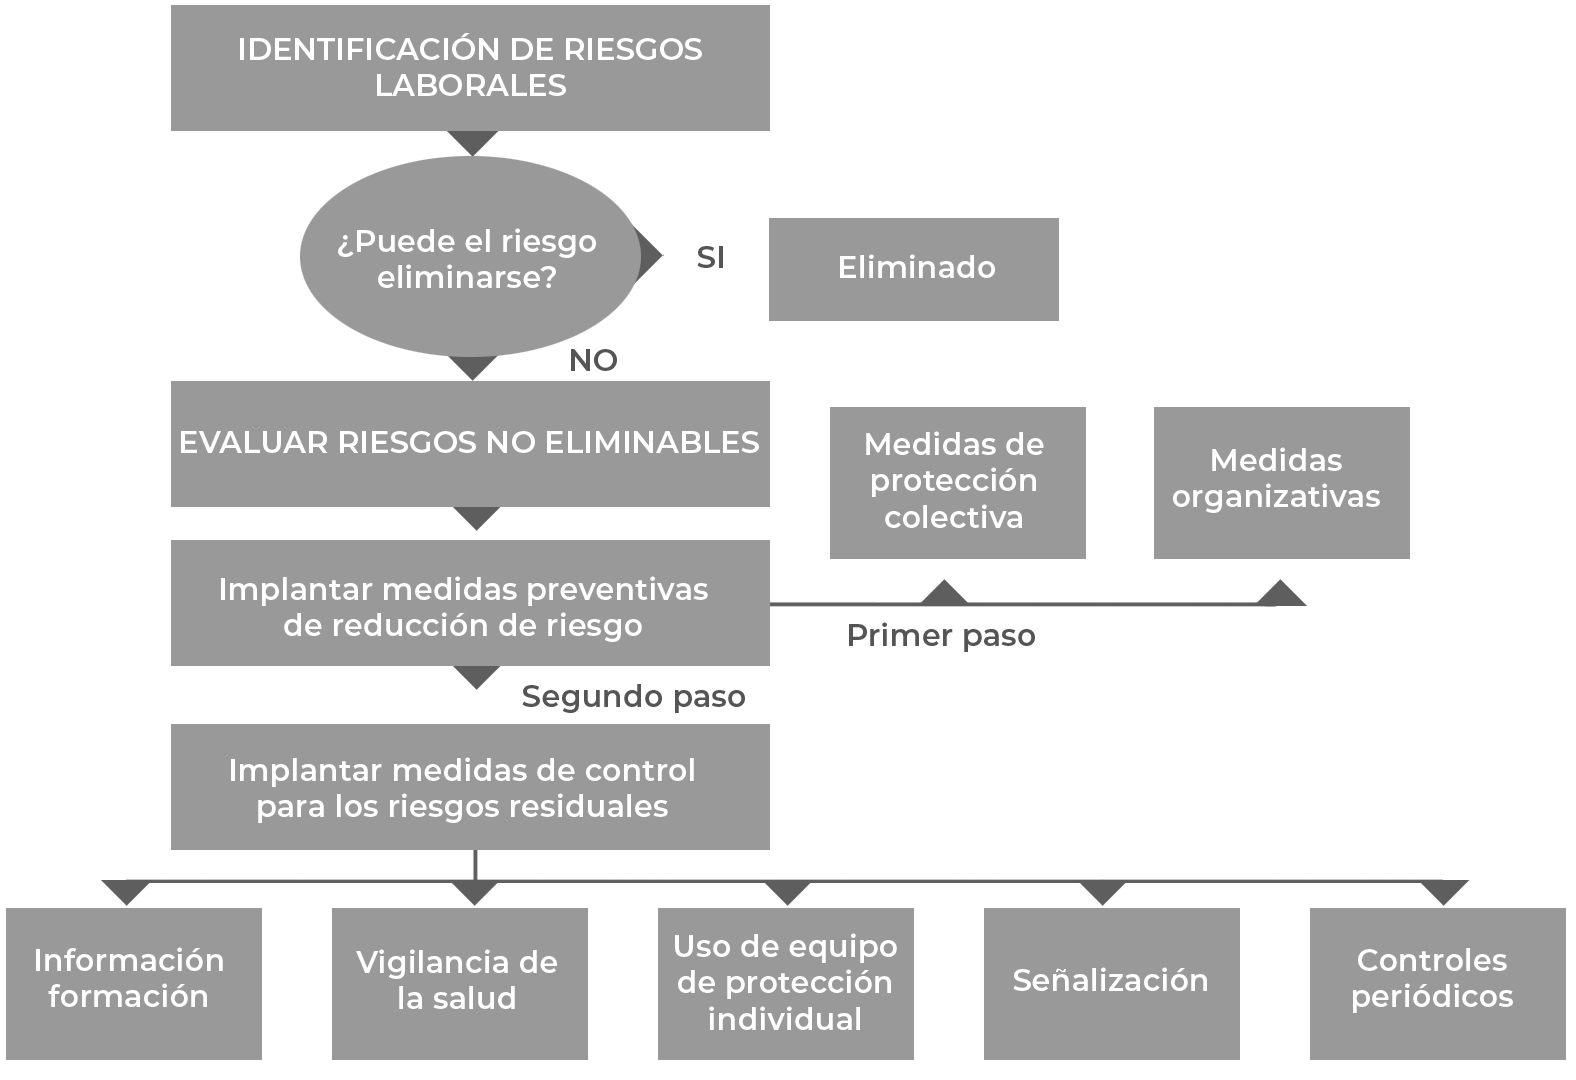 IDENTIFICACIÓN DE RIESGOS
LABORALES
¿Puede el riesgo
eliminarse?
SI
Eliminado
NO
EVALUAR RIESGOS NO ELIMINABLES
Medidas de
protección
colectiva
Medidas
organizativas
Implantar medidas preventivas
de reducción de riesgo
Primer paso
Segundo paso
Implantar medidas de control
para los riesgos residuales
Información
formación
Vigilancia de
la salud
Uso de equipo
de protección
individual
Señalización
Controles
periódicos